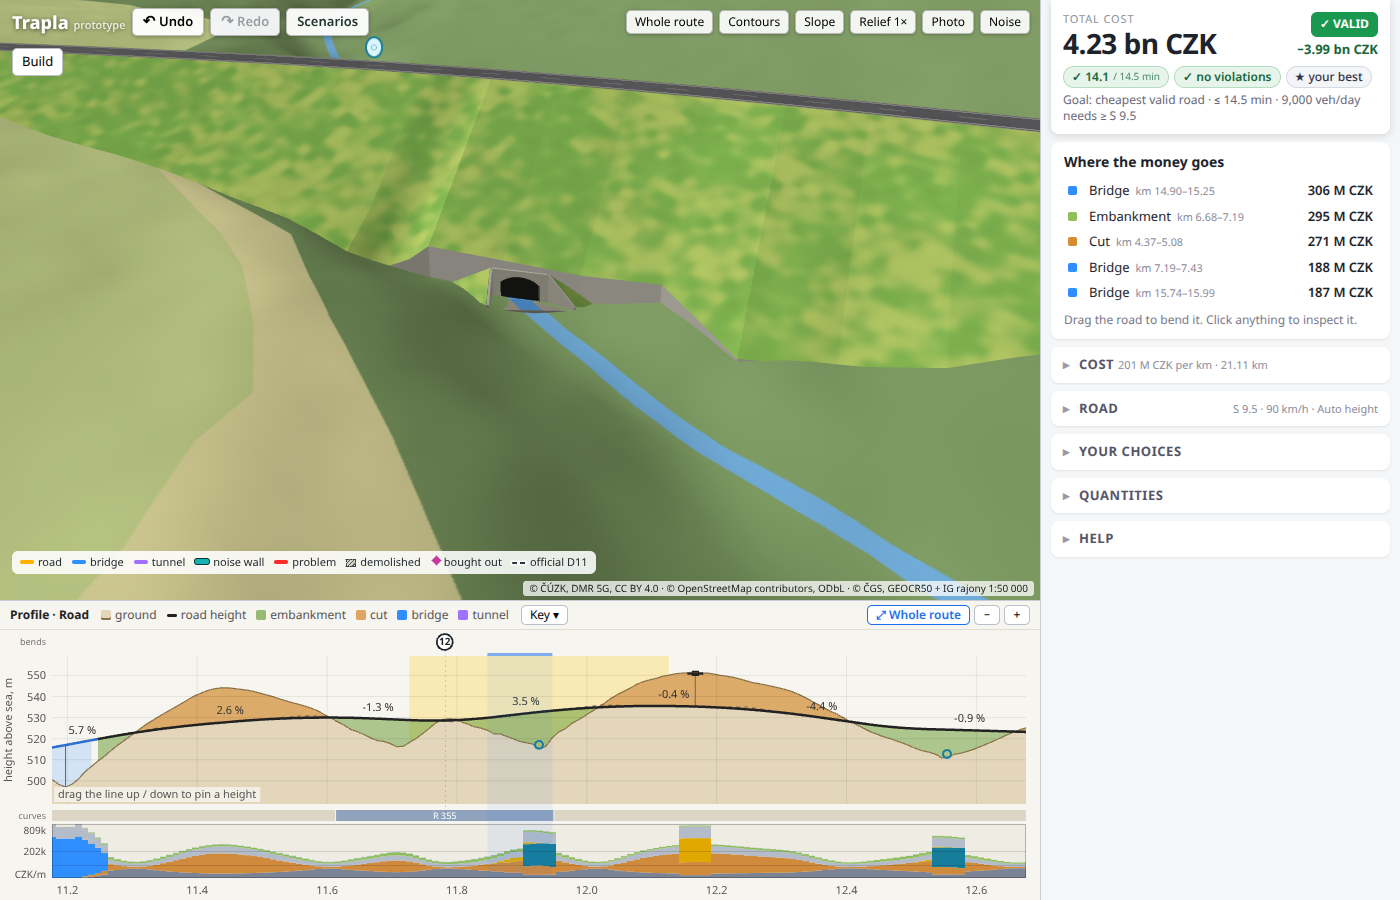 Trapla prototype
↶ Undo
↷ Redo
Scenarios
Whole route
Contours
Slope
Relief 1×
Photo
Noise
Build
road
bridge
tunnel
noise wall
problem
demolished
bought out
official D11
© ČÚZK, DMR 5G, CC BY 4.0 · © OpenStreetMap contributors, ODbL · © ČGS, GEOCR50 + IG rajony 1:50 000
TOTAL COST
✓ VALID
4.23 bn CZK
−3.99 bn CZK
✓ 14.1 / 14.5 min
✓ no violations
★ your best
Goal: cheapest valid road · ≤ 14.5 min · 9,000 veh/day
needs ≥ S 9.5
Where the money goes
Bridge km 14.90–15.25 306 M CZK
Embankment km 6.68–7.19 295 M CZK
Cut km 4.37–5.08 271 M CZK
Bridge km 7.19–7.43 188 M CZK
Bridge km 15.74–15.99 187 M CZK
Drag the road to bend it. Click anything to inspect it.
▶ COST 201 M CZK per km · 21.11 km
▶ ROAD S 9.5 · 90 km/h · Auto height
▶ YOUR CHOICES
▶ QUANTITIES
▶ HELP
Profile · Road
ground
road height
embankment
cut
bridge
tunnel
Key ▾
⤢ Whole route
−
+
bends
12
height above sea, m
550
540
530
520
510
500
5.7 %
2.6 %
-1.3 %
3.5 %
-0.4 %
-4.4 %
-0.9 %
drag the line up / down to pin a height
curves
R 355
809k
202k
CZK/m
11.2 11.4 11.6 11.8 12.0 12.2 12.4 12.6